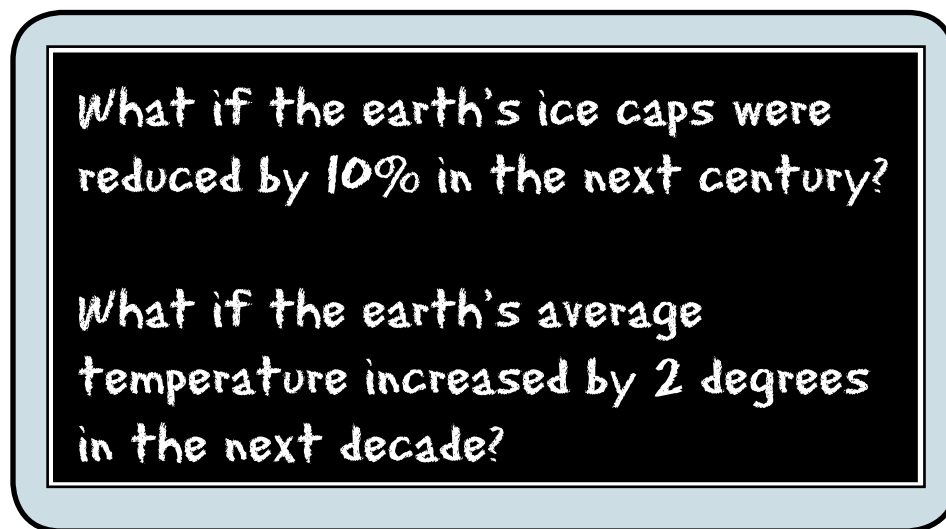 What if the earth's ice caps were
reduced by 10% in the next century?
What if the earth's average
temperature increased by 2 degrees
in the next decade?